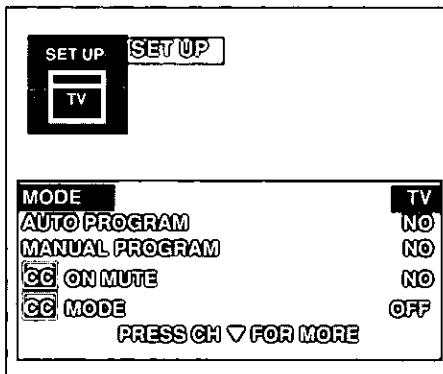 SET UP
SET UP
TV
MODE TV
AUTO PROGRAM NO
MANUAL PROGRAM NO
CC ON MUTE NO
CC MODE OFF
PRESS CH ▽ FOR MORE